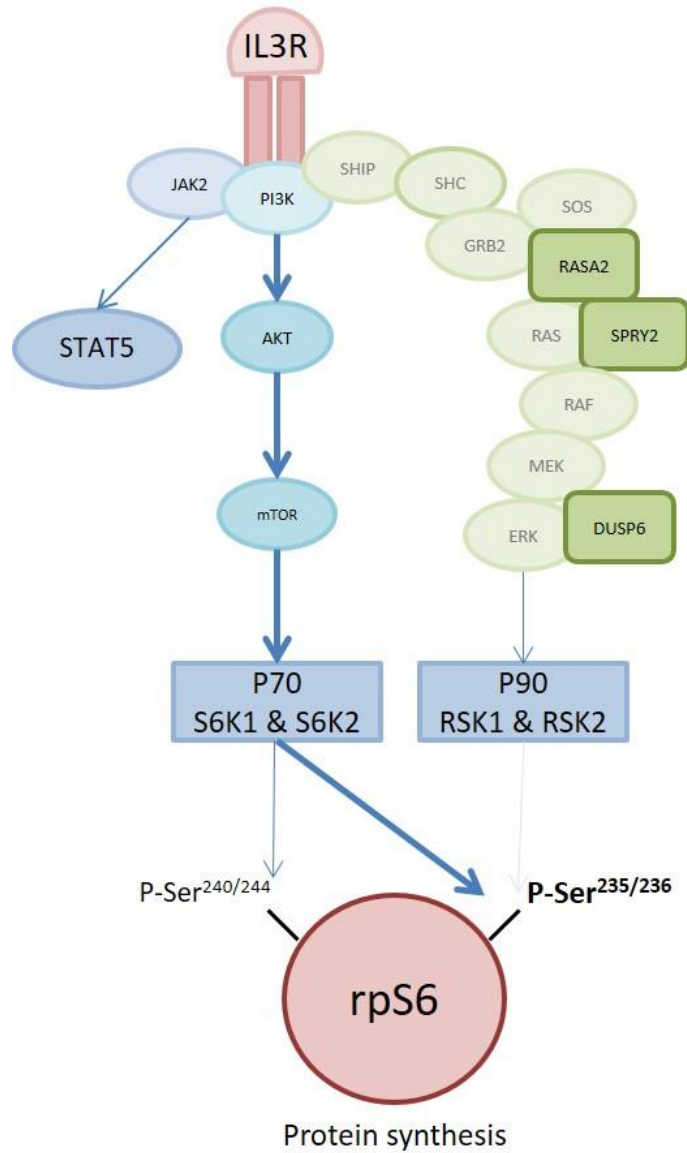 IL3R
JAK2
PI3K
SHIP
SHC
GRB2
SOS
RASA2
STAT5
AKT
RAS
SPRY2
RAF
MEK
mTOR
ERK
DUSP6
P70
S6K1 & S6K2
P90
RSK1 & RSK2
P-Ser240/244
P-Ser235/236
rpS6
Protein synthesis